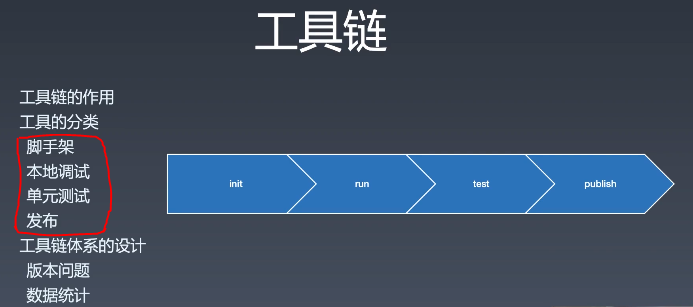 工具链
工具链的作用
工具的分类
脚手架
本地调试
单元测试
发布
工具链体系的设计
版本问题
数据统计
init
run
test
publish